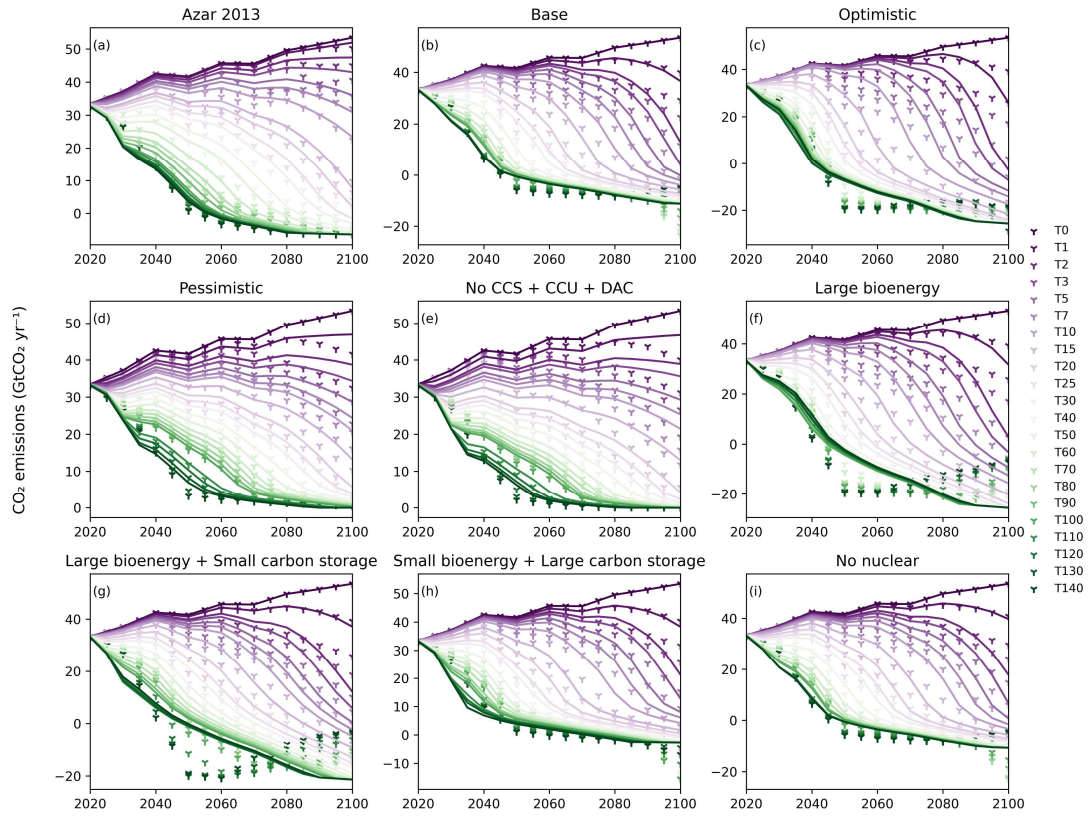 Azar 2013
Base
Optimistic
(a)
50
40
30
20
10
0
2020
2040
2060
2080
2100
(b)
40
20
0
−20
2020
2040
2060
2080
2100
(c)
40
20
0
−20
2020
2040
2060
2080
2100
Pessimistic
No CCS + CCU + DAC
Large bioenergy
(d)
50
40
30
20
10
0
2020
2040
2060
2080
2100
(e)
50
40
30
20
10
0
2020
2040
2060
2080
2100
(f)
40
20
0
−20
2020
2040
2060
2080
2100
Large bioenergy + Small carbon storage
Small bioenergy + Large carbon storage
No nuclear
(g)
40
20
0
−20
2020
2040
2060
2080
2100
(h)
50
40
30
20
10
0
−10
2020
2040
2060
2080
2100
(i)
40
20
0
−20
2020
2040
2060
2080
2100
CO₂ emissions (GtCO₂ yr⁻¹)
T0
T1
T2
T3
T5
T7
T10
T15
T20
T25
T30
T40
T50
T60
T70
T80
T90
T100
T110
T120
T130
T140